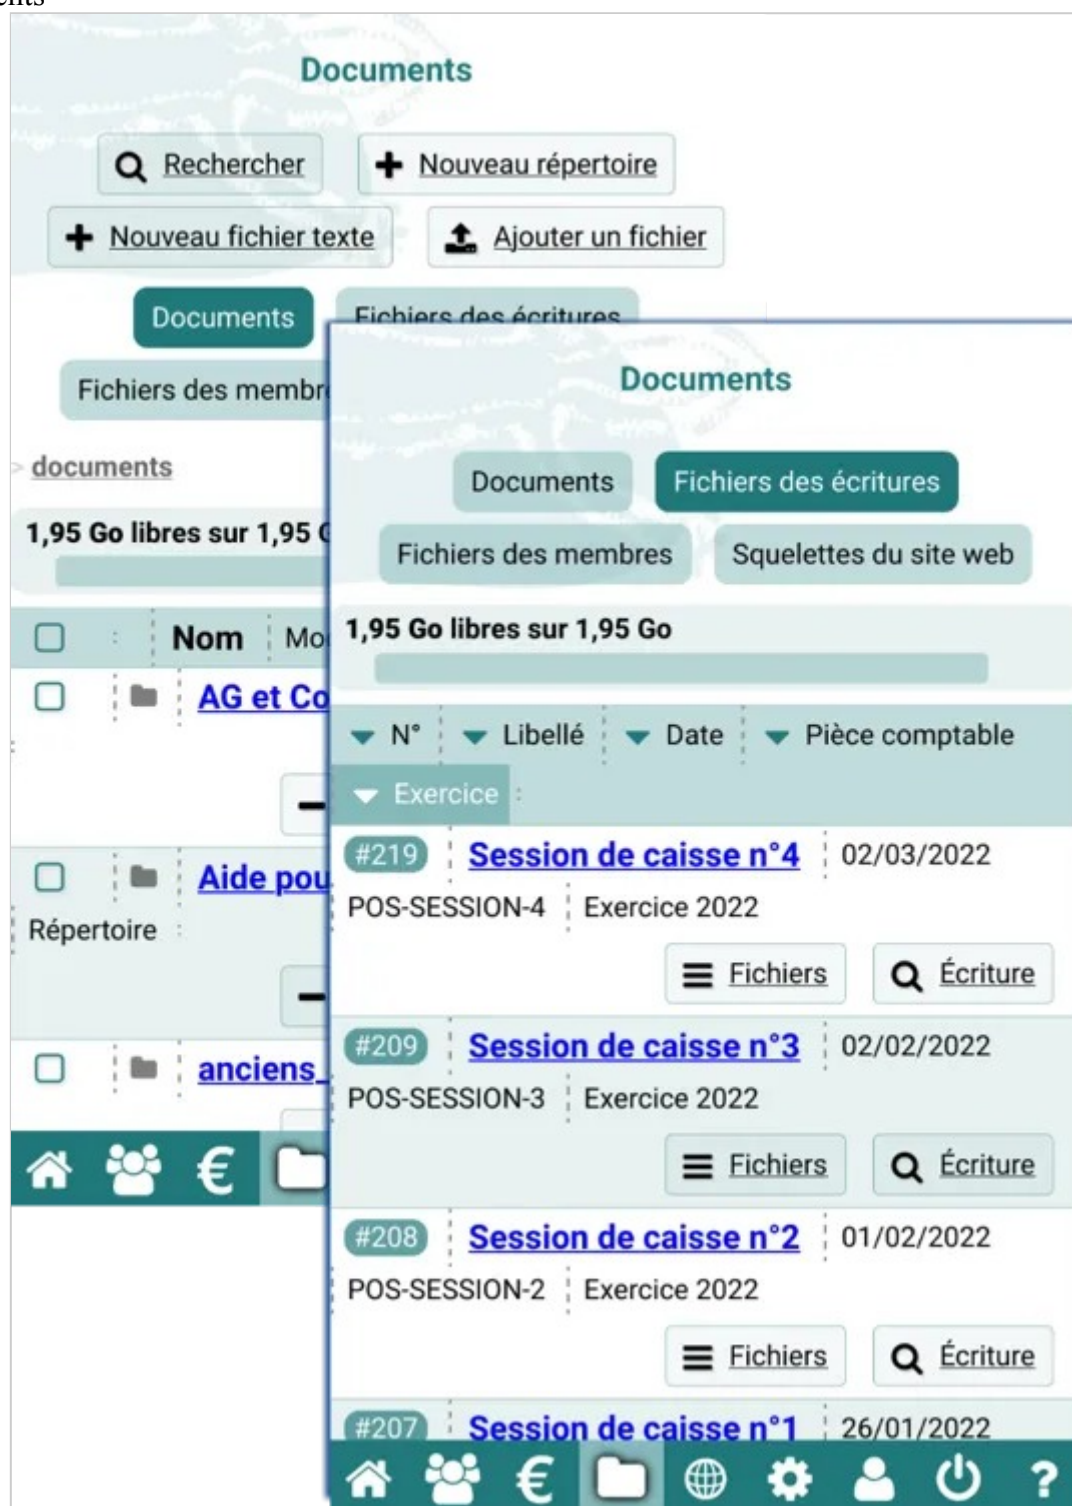 Documents
Rechercher
Nouveau répertoire
Nouveau fichier texte
Ajouter un fichier
Documents
Fichiers des écritures
Fichiers des
> documents
1,95 Go libres sur 1,95
Nom
AG et
Aide
Répertoire
€
Documents
Documents
Fichiers des écritures
Fichiers des membres
Squelettes du site web
1,95 Go libres sur 1,95 Go
N° Libellé Date Pièce comptable
Exercice
#219 Session de caisse n°4 02/03/2022
POS-SESSION-4 Exercice 2022
Fichiers Écriture
#209 Session de caisse n°3 02/02/2022
POS-SESSION-3 Exercice 2022
Fichiers Écriture
#208 Session de caisse n°2 01/02/2022
POS-SESSION-2 Exercice 2022
Fichiers Écriture
#207 Session de caisse n°1 26/01/2022
€ ?